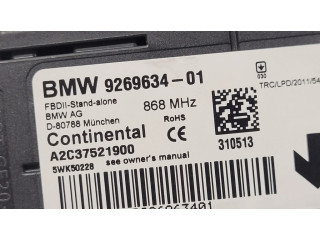 BMW 9269634-01
FBDII-Stand-alone
BMW AG
868 MHz
D-80788 München
RoHS
Continental
A2C37521900
5WK50228 see owner's manual
310513
030
TRC/LPD/2011/54